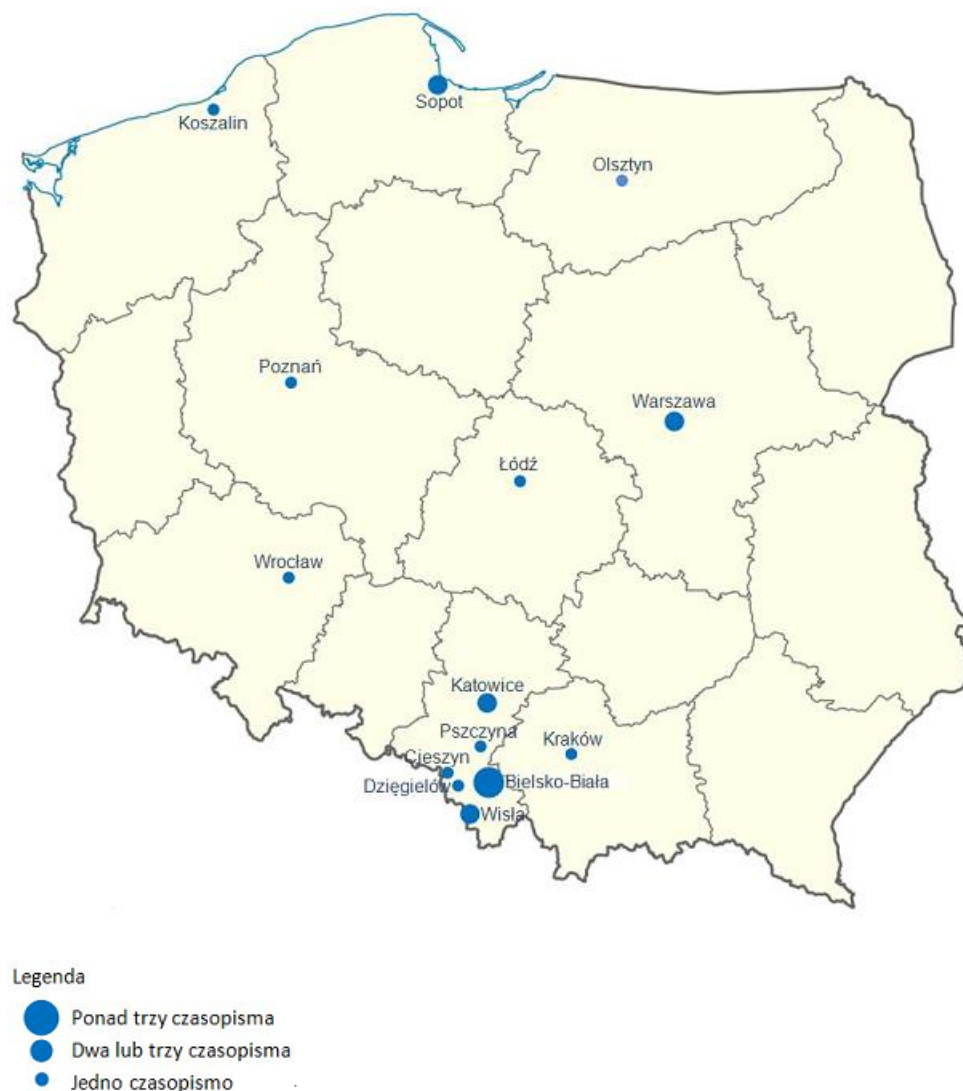 Sopot
Koszalin
Olsztyn
Poznań
Warszawa
Łódź
Wrocław
Katowice
Pszczyna
Kraków
Cieszyn
Dzięgielów
Bielsko-Biała
Wisła
Legenda
Ponad trzy czasopisma
Dwa lub trzy czasopisma
Jedno czasopismo